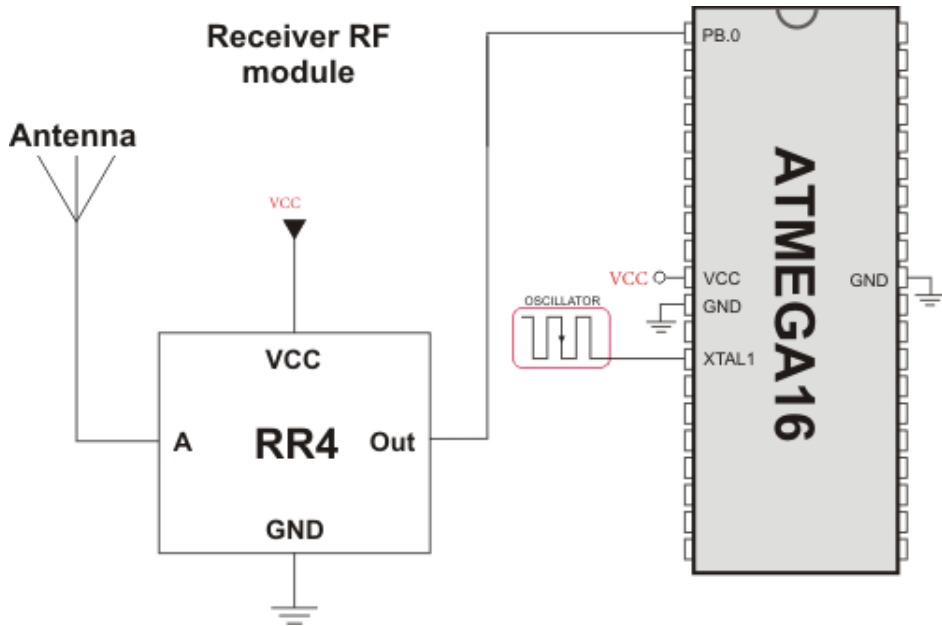 Receiver RF
module
Antenna
VCC
VCC
A
RR4
Out
GND
PB.0
ATMEGA16
VCC
VCC
GND
GND
OSCILLATOR
XTAL1